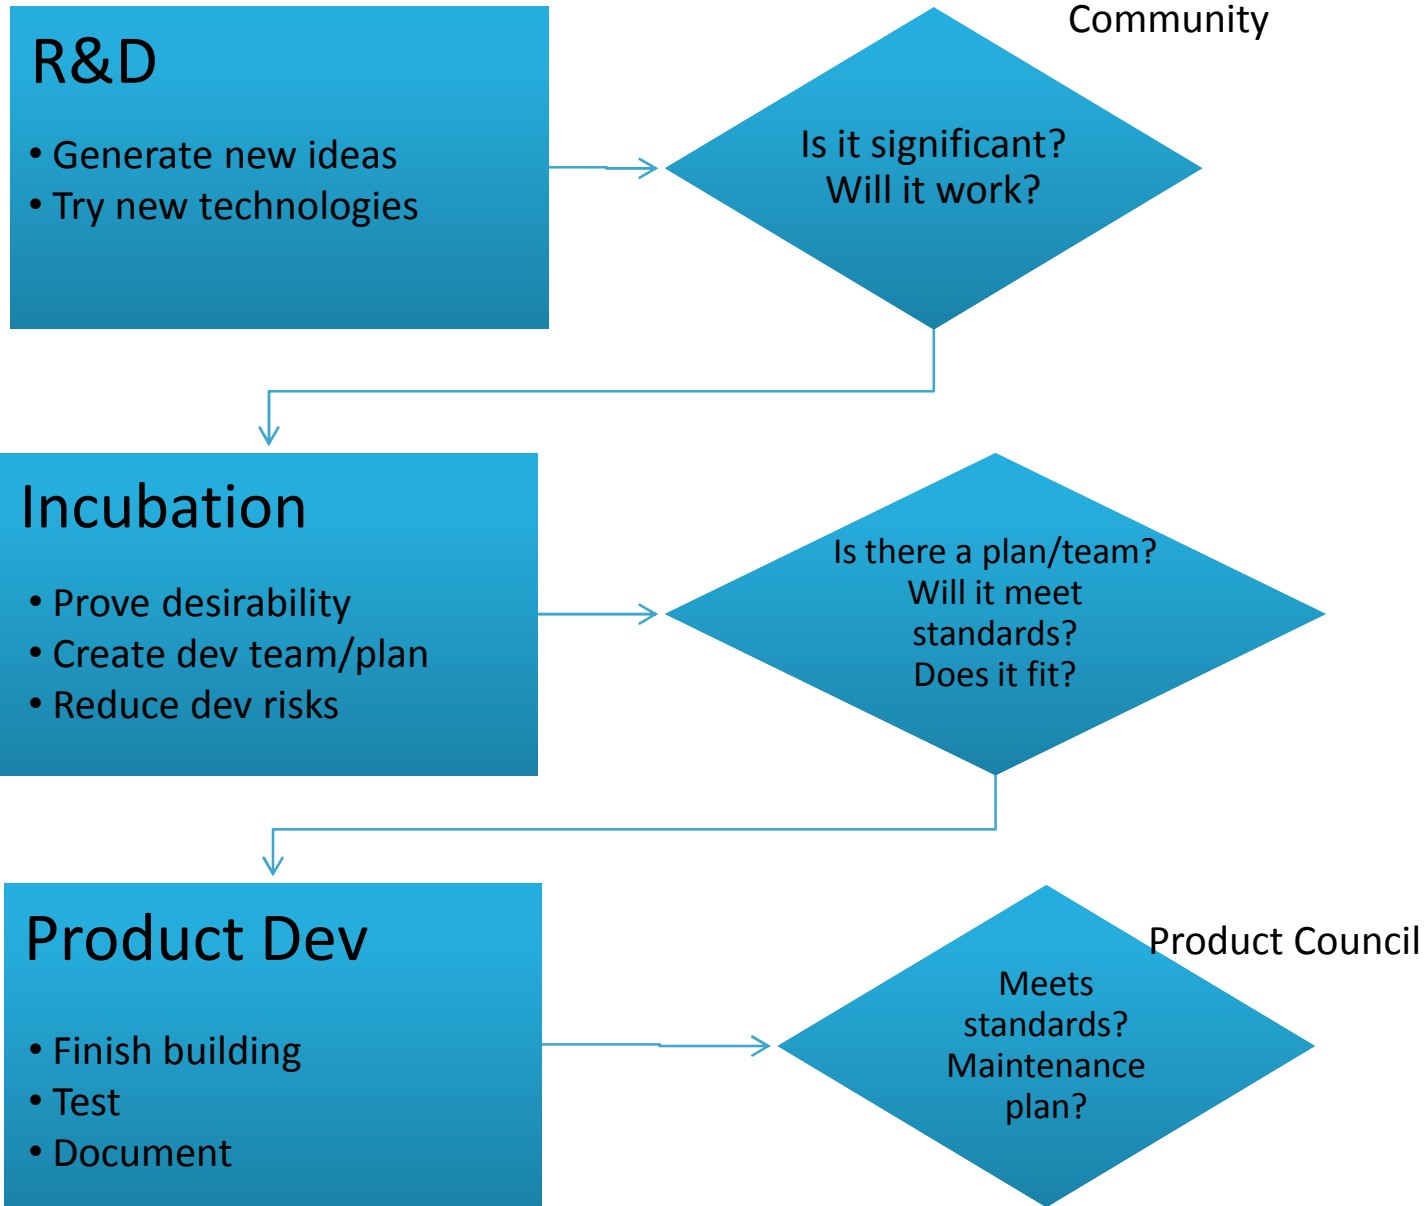 Community
R&D
• Generate new ideas
• Try new technologies
Is it significant?
Will it work?
Incubation
• Prove desirability
• Create dev team/plan
• Reduce dev risks
Is there a plan/team?
Will it meet
standards?
Does it fit?
Product Dev
• Finish building
• Test
• Document
Product Council
Meets
standards?
Maintenance
plan?